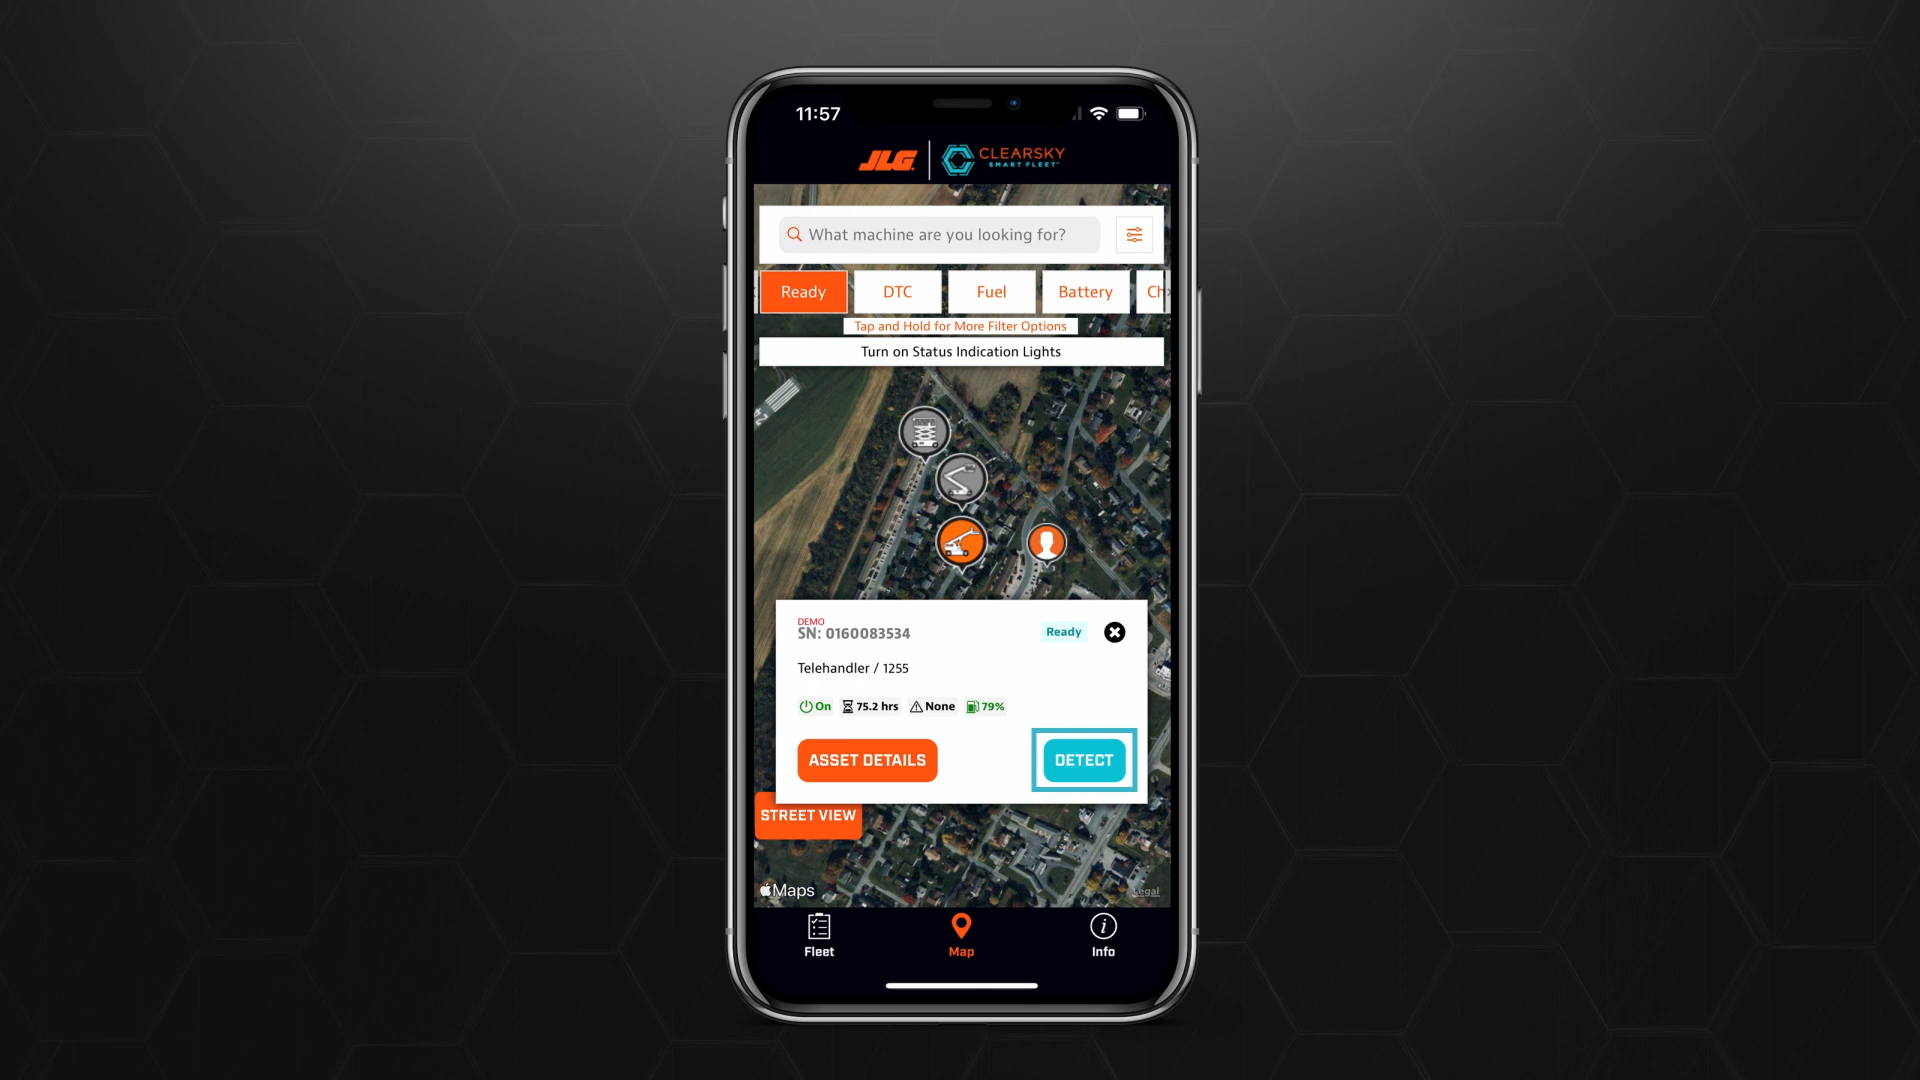 11:57
JLG
CLEARSKY
SMART FLEET
What machine are you looking for?
Ready
DTC
Fuel
Battery
Ch
Tap and Hold for More Filter Options
Turn on Status Indication Lights
DEMO
SN: 0160083534
Ready
Telehandler / 1255
On
75.2 hrs
None
79%
ASSET DETAILS
DETECT
STREET VIEW
Maps
Legal
Fleet
Map
Info